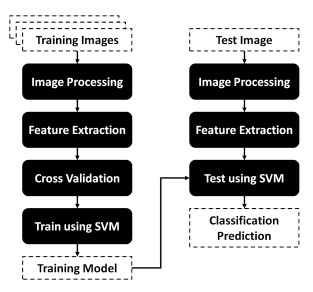 Training Images
Image Processing
Feature Extraction
Cross Validation
Train using SVM
Training Model
Test Image
Image Processing
Feature Extraction
Test using SVM
Classification
Prediction